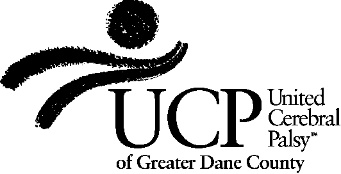 UCP United
Cerebral
Palsy™
of Greater Dane County